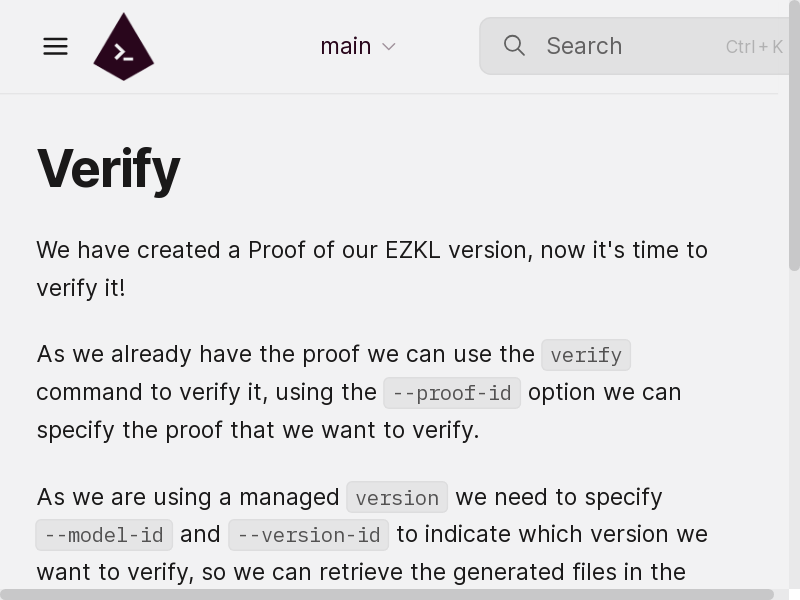 main
Search
Ctrl+K
Verify
We have created a Proof of our EZKL version, now it's time to
verify it!
As we already have the proof we can use the verify
command to verify it, using the --proof-id option we can
specify the proof that we want to verify.
As we are using a managed version we need to specify
--model-id and --version-id to indicate which version we
want to verify, so we can retrieve the generated files in the